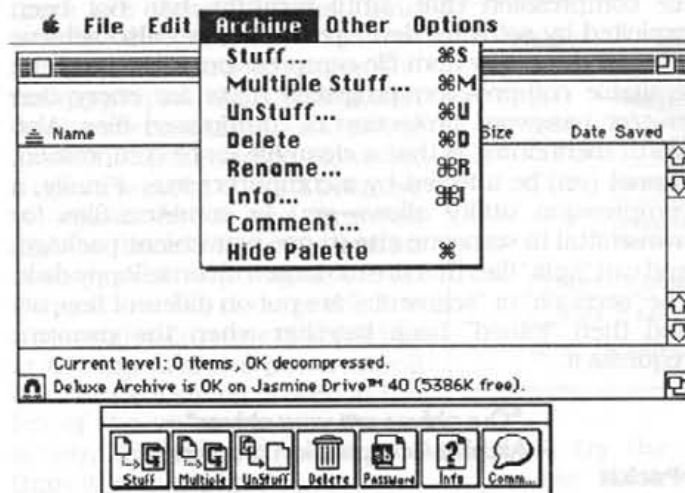 File Edit Archive Other Options
Stuff... ⌘S
Multiple Stuff... ⌘M
UnStuff... ⌘U
Delete ⌘D
Rename... ⌘R
Info... ⌘I
Comment...
Hide Palette ⌘
Name Size Date Saved
Current level: 0 items, 0K decompressed.
Deluxe Archive is 0K on Jasmine Drive™ 40 (5386K free).
Stuff Multiple UnStuff Delete Password Info Comm...